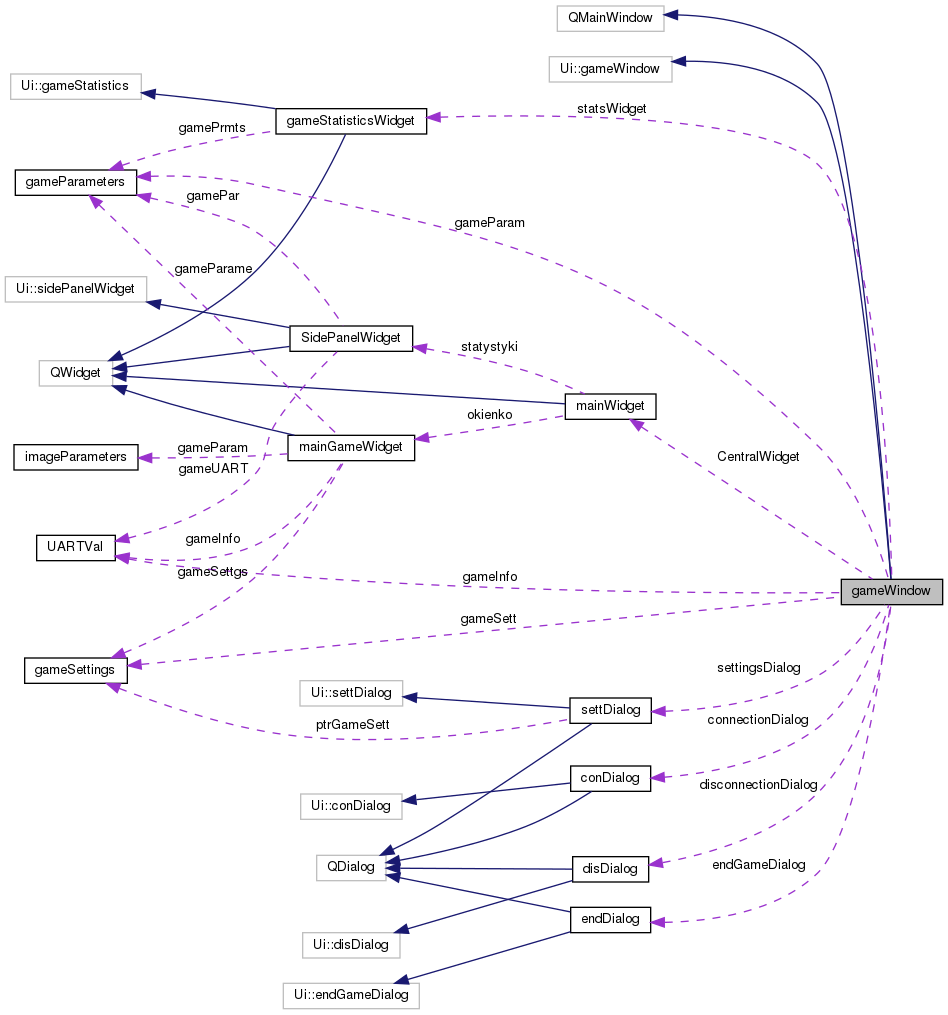 QMainWindow
Ui::gameWindow
Ui::gameStatistics
statsWidget
gameStatisticsWidget
gamePrmts
gameParameters
gamePar
gameParam
gameParame
Ui::sidePanelWidget
SidePanelWidget
statystyki
QWidget
mainWidget
okienko
gameParam
mainGameWidget
imageParameters
CentralWidget
gameUART
UARTVal
gameInfo
gameSettgs
gameInfo
gameWindow
gameSett
gameSettings
settingsDialog
Ui::settDialog
settDialog
ptrGameSett
connectionDialog
conDialog
disconnectionDialog
Ui::conDialog
QDialog
disDialog
endGameDialog
endDialog
Ui::disDialog
Ui::endGameDialog